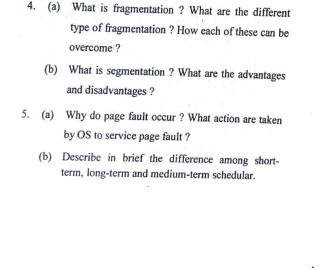 4. (a) What is fragmentation ? What are the different
type of fragmentation ? How each of these can be
overcome ?
(b) What is segmentation ? What are the advantages
and disadvantages ?
5. (a) Why do page fault occur ? What action are taken
by OS to service page fault ?
(b) Describe in brief the difference among short-
term, long-term and medium-term schedular.